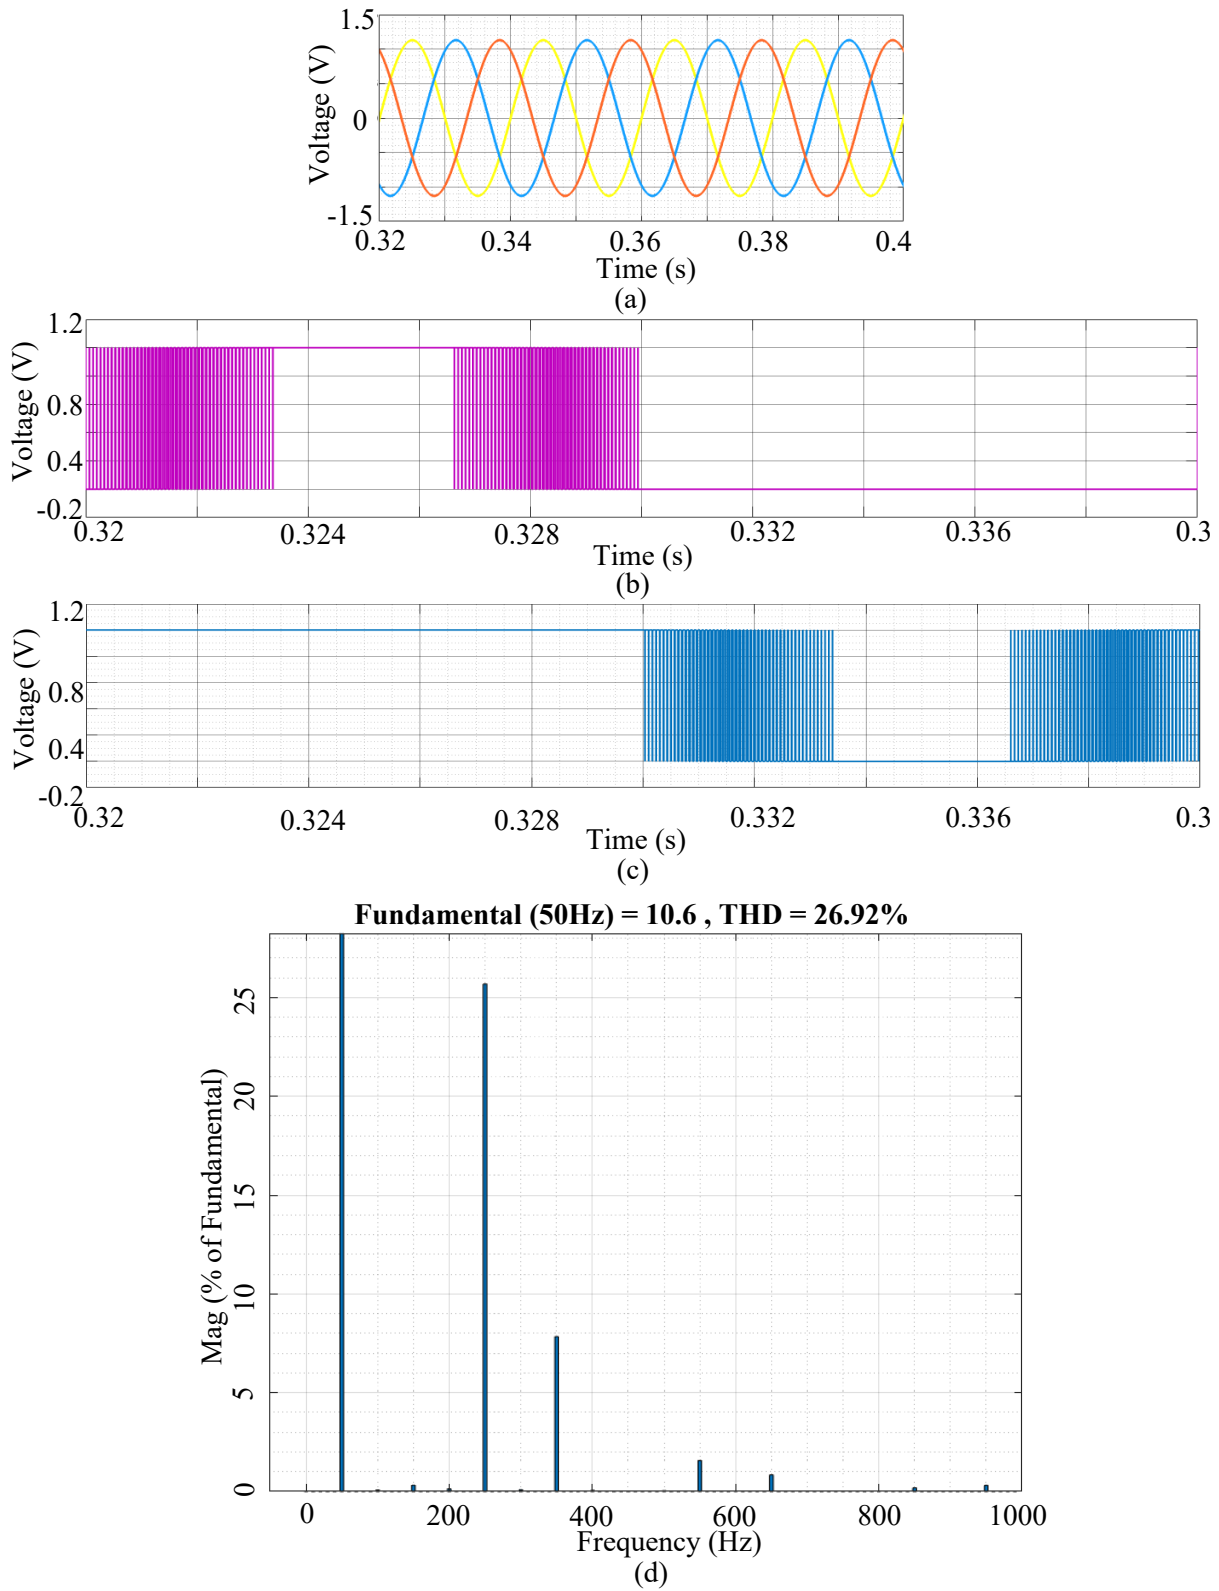 1.5
Voltage (V)
0
-1.5
0.32 0.34 0.36 0.38 0.4
Time (s)
(a)
1.2
Voltage (V)
0.8
0.4
-0.2
0.32 0.324 0.328 0.332 0.336 0.3
Time (s)
(b)
1.2
Voltage (V)
0.8
0.4
-0.2
0.32 0.324 0.328 0.332 0.336 0.3
Time (s)
(c)
Fundamental (50Hz) = 10.6 , THD = 26.92%
Mag (% of Fundamental)
25
20
15
10
5
0
0 200 400 600 800 1000
Frequency (Hz)
(d)